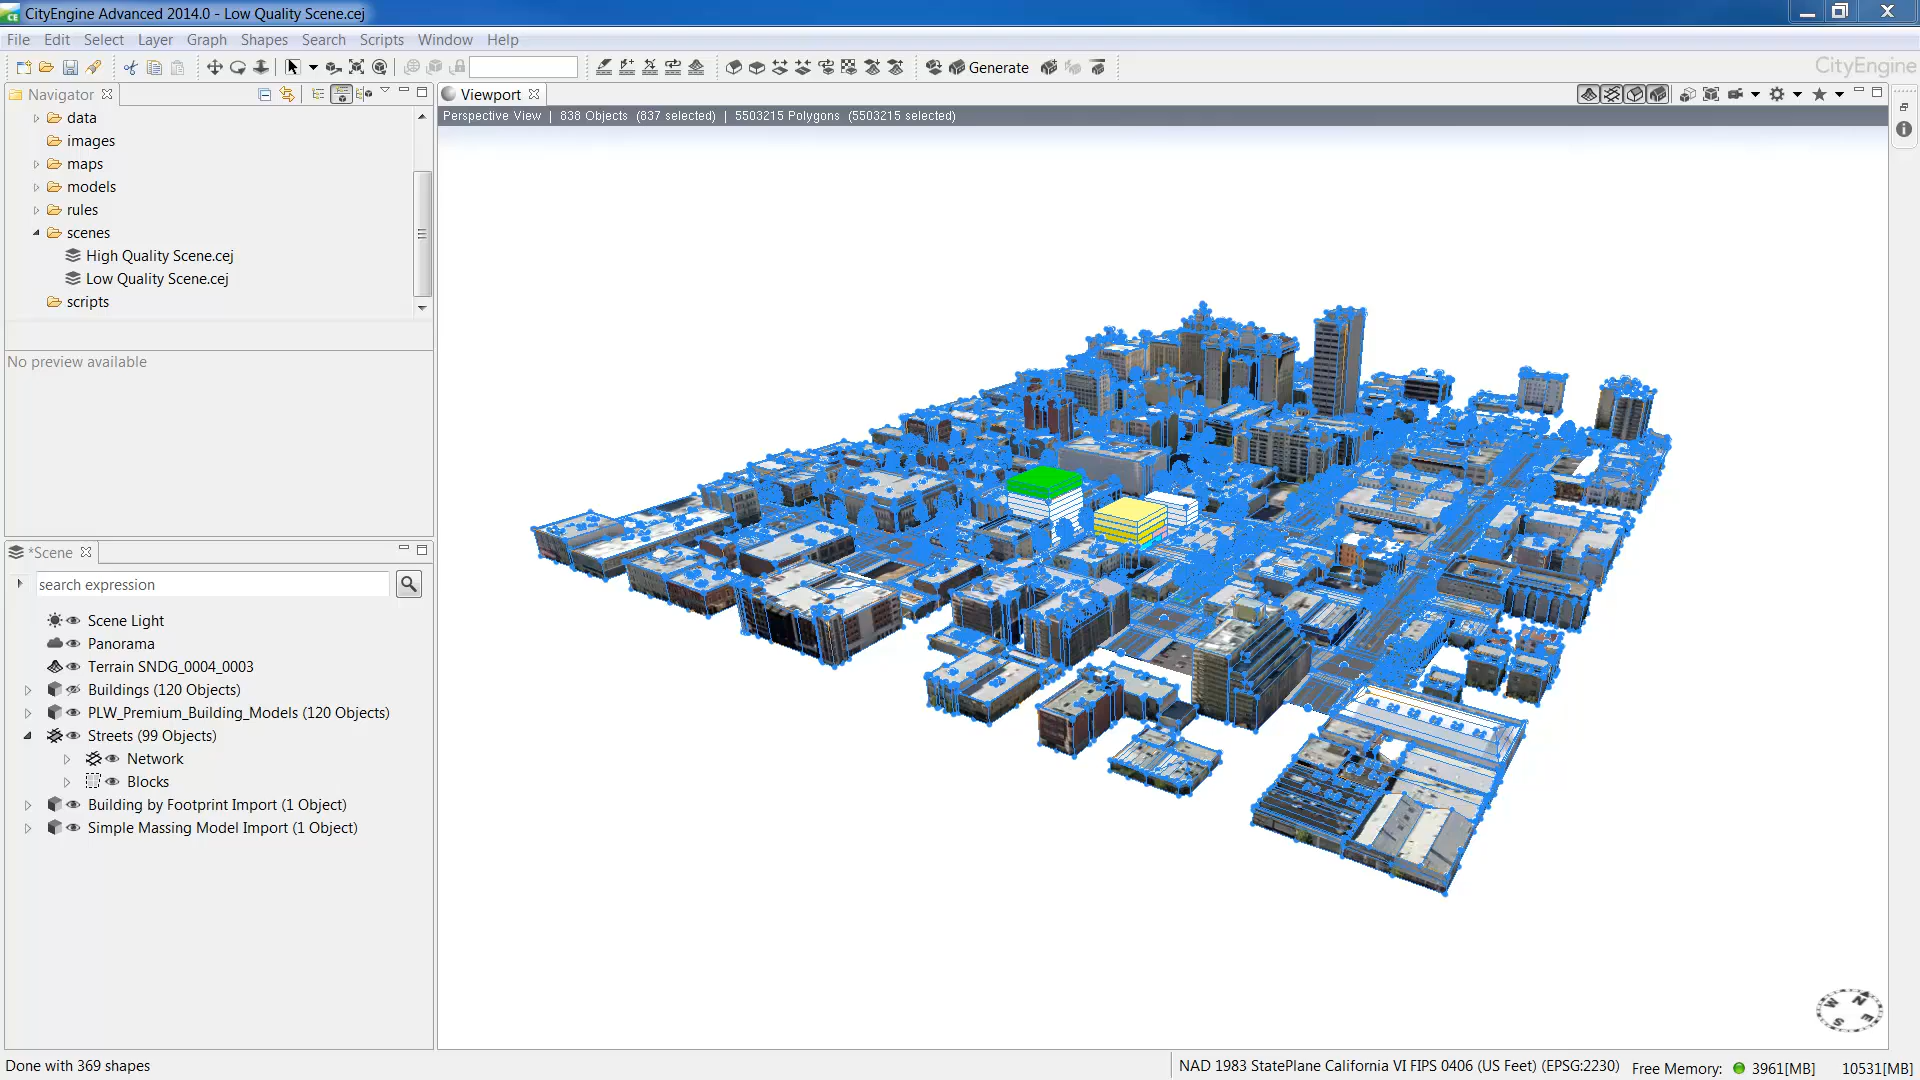 CityEngine Advanced 2014.0 - Low Quality Scene.cej
File Edit Select Layer Graph Shapes Search Scripts Window Help
Generate
CityEngine
Navigator
data
images
maps
models
rules
scenes
High Quality Scene.cej
Low Quality Scene.cej
scripts
No preview available
*Scene
search expression
Scene Light
Panorama
Terrain SNDG_0004_0003
Buildings (120 Objects)
PLW_Premium_Building_Models (120 Objects)
Streets (99 Objects)
Network
Blocks
Building by Footprint Import (1 Object)
Simple Massing Model Import (1 Object)
Viewport
Perspective View | 838 Objects (837 selected) | 5503215 Polygons (5503215 selected)
W N
S E
Done with 369 shapes
NAD 1983 StatePlane California VI FIPS 0406 (US Feet) (EPSG:2230)
Free Memory: 3961[MB] 10531[MB]